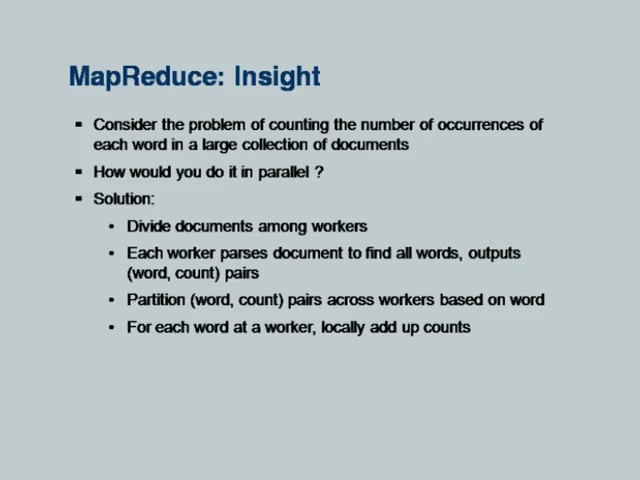 MapReduce: Insight
▪ Consider the problem of counting the number of occurrences of
each word in a large collection of documents
▪ How would you do it in parallel ?
▪ Solution:
• Divide documents among workers
• Each worker parses document to find all words, outputs
(word, count) pairs
• Partition (word, count) pairs across workers based on word
• For each word at a worker, locally add up counts